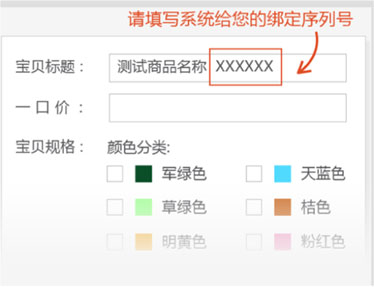 请填写系统给您的绑定序列号
宝贝标题： 测试商品名称 XXXXXX
一 口 价 ：
宝贝规格： 颜色分类:
军绿色 天蓝色
草绿色 桔色
明黄色 粉红色